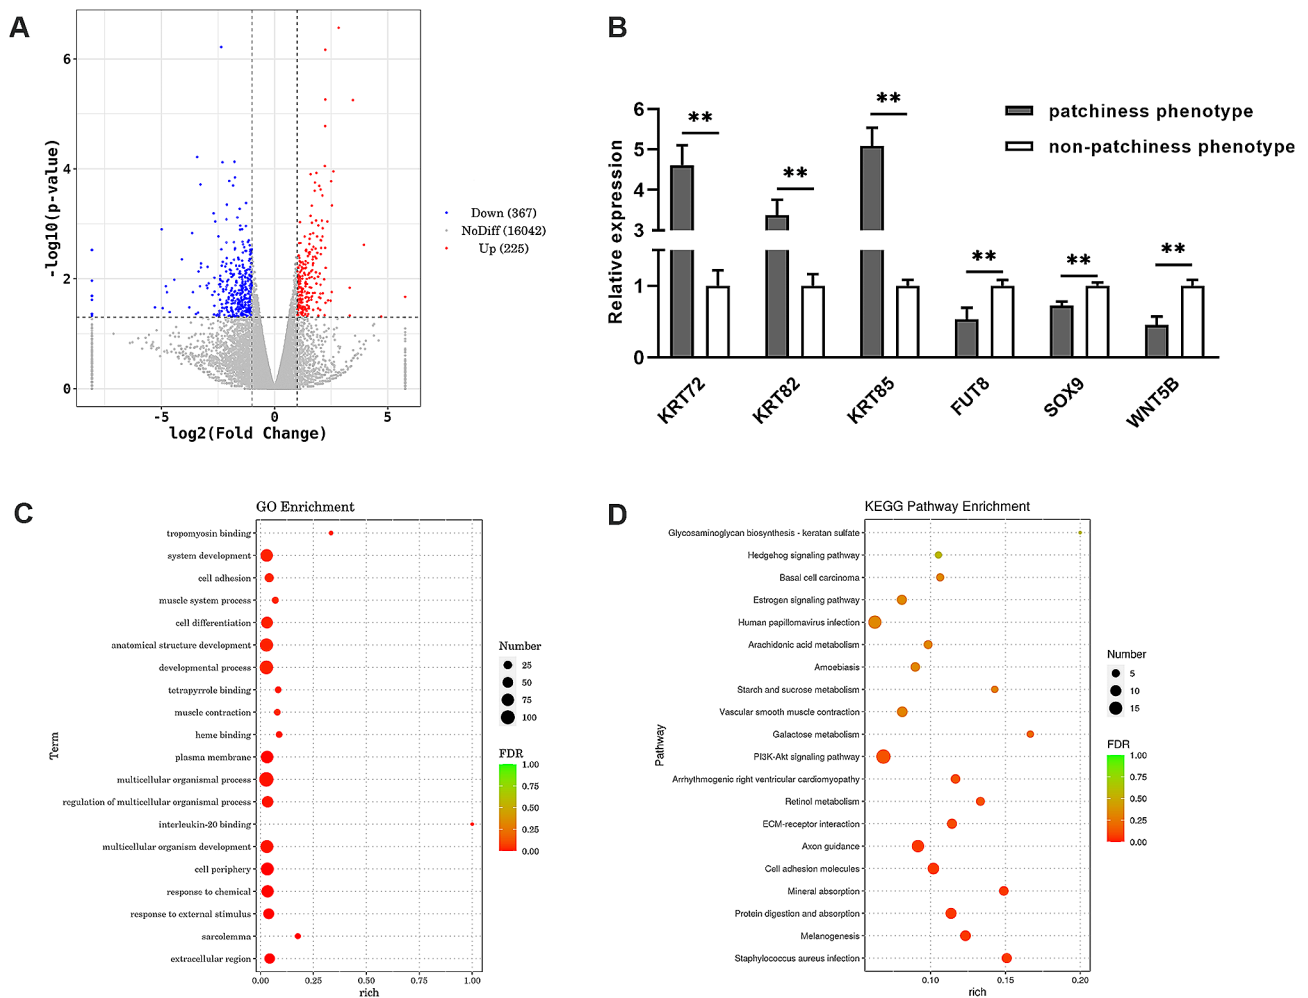 A
6
4
2
0
-log10(p-value)
-5
0
5
log2(Fold Change)
Down (367)
NoDiff (16042)
Up (225)
B
6
5
4
3
1
0
Relative expression
**
**
**
**
**
**
patchiness phenotype
non-patchiness phenotype
KRT72
KRT82
KRT85
FUT8
SOX9
WNT5B
C
GO Enrichment
Term
tropomyosin binding
system development
cell adhesion
muscle system process
cell differentiation
anatomical structure development
developmental process
tetrapyrrole binding
muscle contraction
heme binding
plasma membrane
multicellular organismal process
regulation of multicellular organismal process
interleukin-20 binding
multicellular organism development
cell periphery
response to chemical
response to external stimulus
sarcolemma
extracellular region
0.00
0.25
0.50
0.75
1.00
rich
Number
25
50
75
100
FDR
1.00
0.75
0.50
0.25
0.00
D
KEGG Pathway Enrichment
Pathway
Glycosaminoglycan biosynthesis - keratan sulfate
Hedgehog signaling pathway
Basal cell carcinoma
Estrogen signaling pathway
Human papillomavirus infection
Arachidonic acid metabolism
Amoebiasis
Starch and sucrose metabolism
Vascular smooth muscle contraction
Galactose metabolism
PI3K-Akt signaling pathway
Arrhythmogenic right ventricular cardiomyopathy
Retinol metabolism
ECM-receptor interaction
Axon guidance
Cell adhesion molecules
Mineral absorption
Protein digestion and absorption
Melanogenesis
Staphylococcus aureus infection
0.10
0.15
0.20
rich
Number
5
10
15
FDR
1.00
0.75
0.50
0.25
0.00